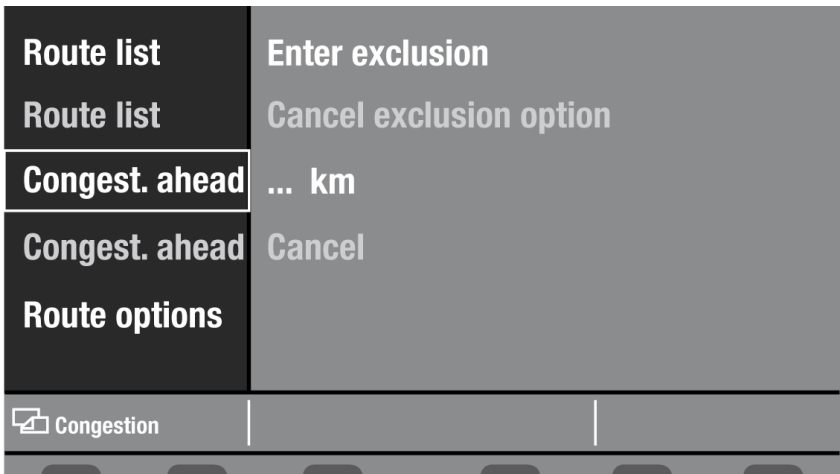 Route list Enter exclusion
Route list Cancel exclusion option
Congest. ahead ... km
Congest. ahead Cancel
Route options
Congestion